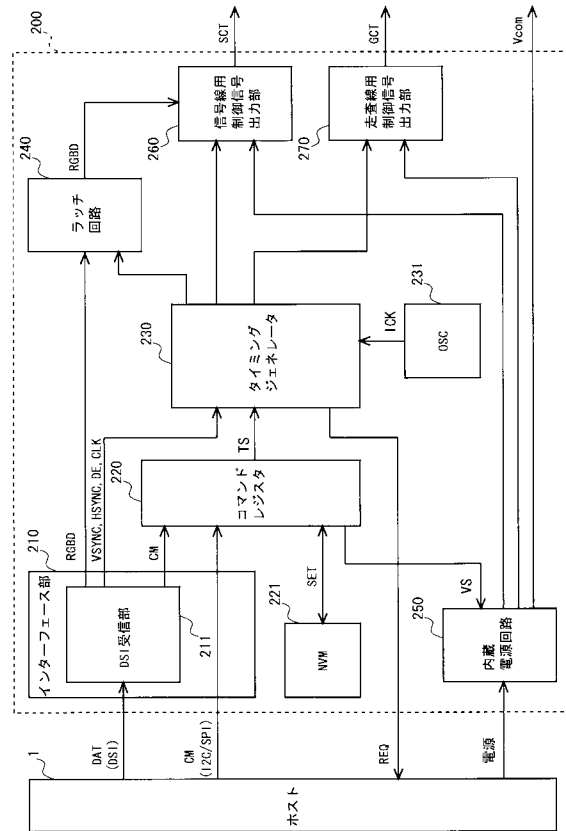 200
ホスト
1
DAT
(DSI)
CM
(I2C/SPI)
REQ
電源
インターフェース部
210
DSI受信部
211
RGBD
VSYNC, HSYNC, DE, CLK
CM
NVM
221
SET
コマンド
レジスタ
220
TS
VS
内蔵
電源回路
250
タイミング
ジェネレータ
230
ICK
OSC
231
ラッチ
回路
240
RGBD
信号線用
制御信号
出力部
260
SCT
走査線用
制御信号
出力部
270
GCT
Vcom